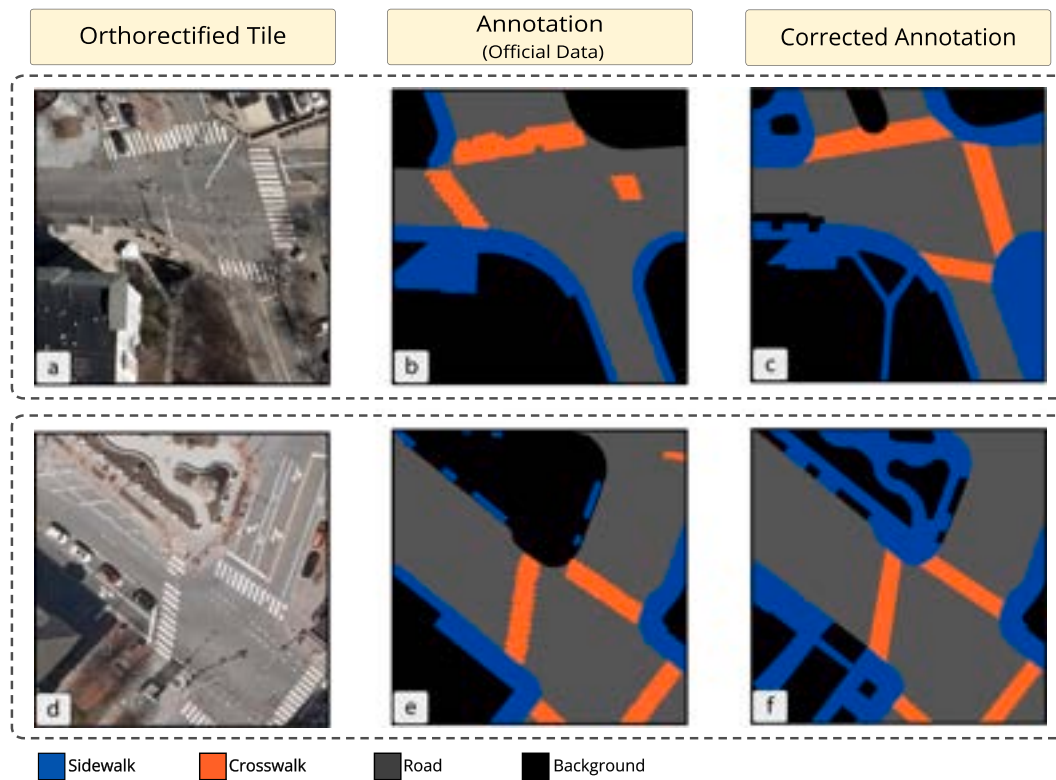 Orthorectified Tile
Annotation
(Official Data)
Corrected Annotation
a
b
c
d
e
f
Sidewalk
Crosswalk
Road
Background